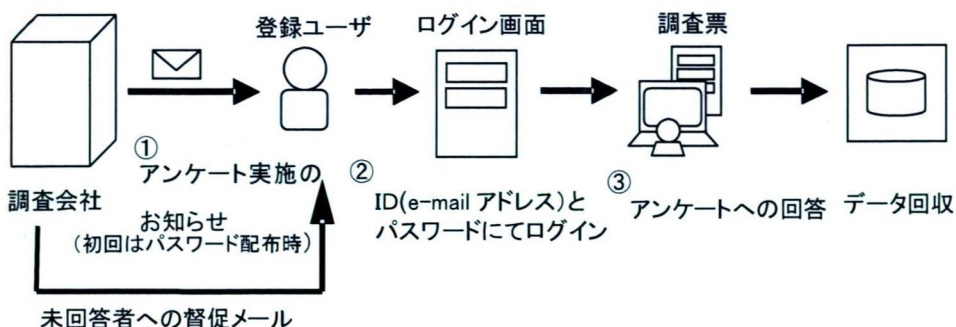 登録ユーザ
ログイン画面
調査票
①
アンケート実施の
お知らせ
(初回はパスワード配布時)
調査会社
②
ID(e-mail アドレス)と
パスワードにてログイン
③
アンケートへの回答
データ回収
未回答者への督促メール